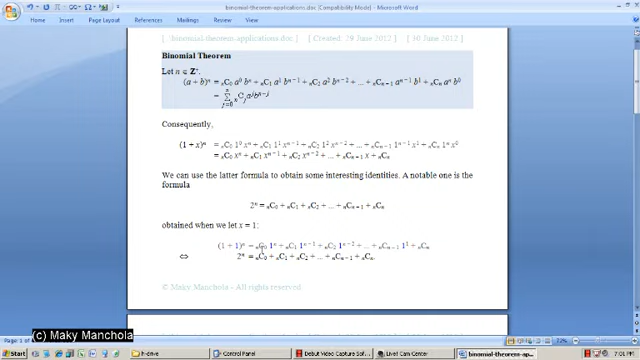 binomial-theorem-applications.doc [Compatibility Mode] - Microsoft Word
Home Insert Page Layout References Mailings Review View
[ binomial-theorem-applications.doc ] [Created: 29 June 2012] [ 30 June 2012]
Binomial Theorem
Let n ∈ Z⁺.
(a + b)ⁿ = ₙC₀ a⁰ bⁿ + ₙC₁ a¹ bⁿ⁻¹ + ₙC₂ a² bⁿ⁻² + ... + ₙCₙ₋₁ aⁿ⁻¹ b¹ + ₙCₙ aⁿ b⁰
= ∑ⱼ₌₀ⁿ ₙCⱼ aʲbⁿ⁻ʲ
Consequently,
(1 + x)ⁿ = ₙC₀ 1⁰ xⁿ + ₙC₁ 1¹ xⁿ⁻¹ + ₙC₂ 1² xⁿ⁻² + ... + ₙCₙ₋₁ 1ⁿ⁻¹ x¹ + ₙCₙ 1ⁿ x⁰
= ₙC₀ xⁿ + ₙC₁ xⁿ⁻¹ + ₙC₂ xⁿ⁻² + ... + ₙCₙ₋₁ x + ₙCₙ
We can use the latter formula to obtain some interesting identities. A notable one is the
formula
2ⁿ = ₙC₀ + ₙC₁ + ₙC₂ + ... + ₙCₙ₋₁ + ₙCₙ
obtained when we let x = 1:
(1 + 1)ⁿ = ₙC₀ 1ⁿ + ₙC₁ 1ⁿ⁻¹ + ₙC₂ 1ⁿ⁻² + ... + ₙCₙ₋₁ 1¹ + ₙCₙ
⇔ 2ⁿ = ₙC₀ + ₙC₁ + ₙC₂ + ... + ₙCₙ₋₁ + ₙCₙ.
© Maky Manchola - All rights reserved.
(c) Maky Manchola
Start h-drive Control Panel Debut Video Capture Sof... Live! Cam Center binomial-theorem-ap... 7:01 PM